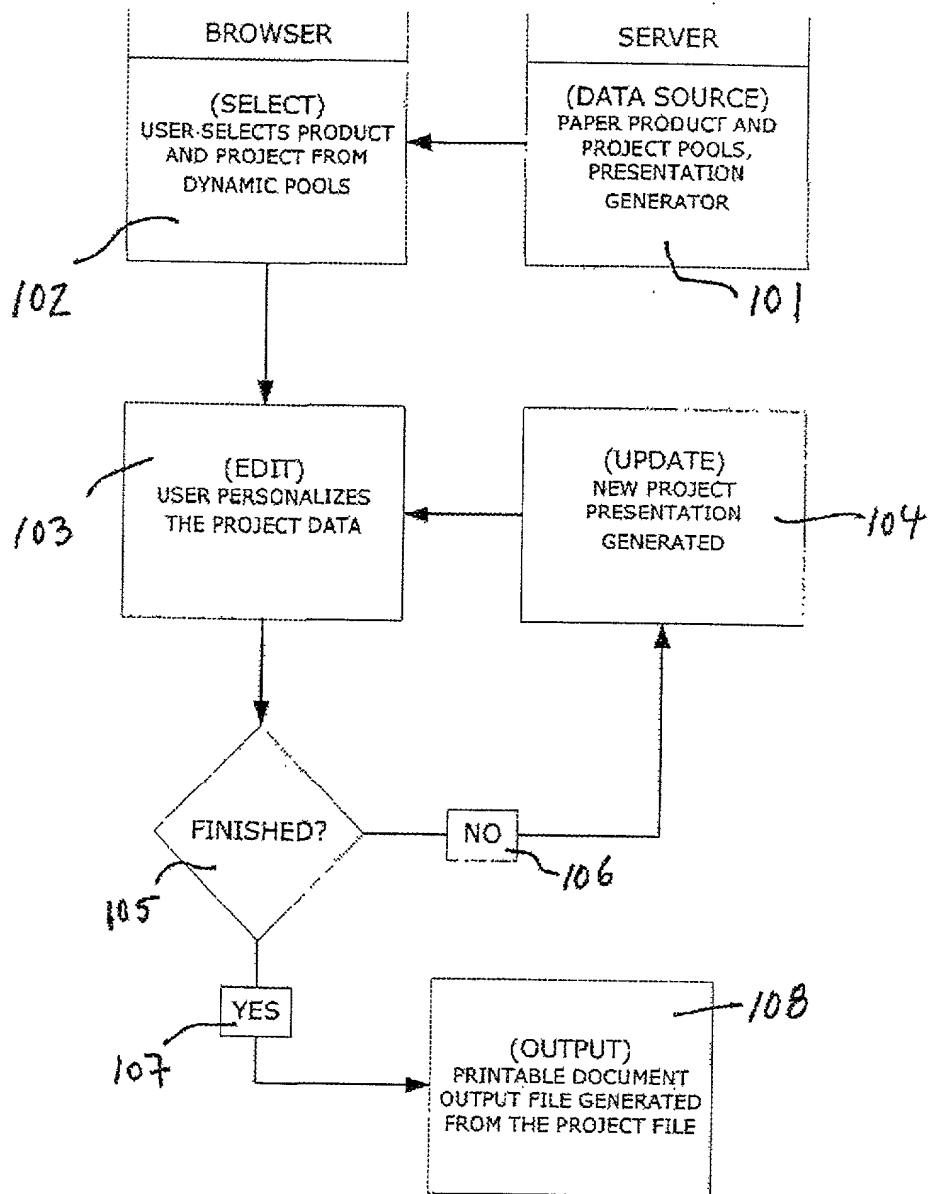 BROWSER
SERVER
(SELECT)
USER SELECTS PRODUCT
AND PROJECT FROM
DYNAMIC POOLS
(DATA SOURCE)
PAPER PRODUCT AND
PROJECT POOLS,
PRESENTATION
GENERATOR
102
101
(EDIT)
USER PERSONALIZES
THE PROJECT DATA
(UPDATE)
NEW PROJECT
PRESENTATION
GENERATED
103
104
FINISHED?
NO
105
106
YES
107
108
(OUTPUT)
PRINTABLE DOCUMENT
OUTPUT FILE GENERATED
FROM THE PROJECT FILE